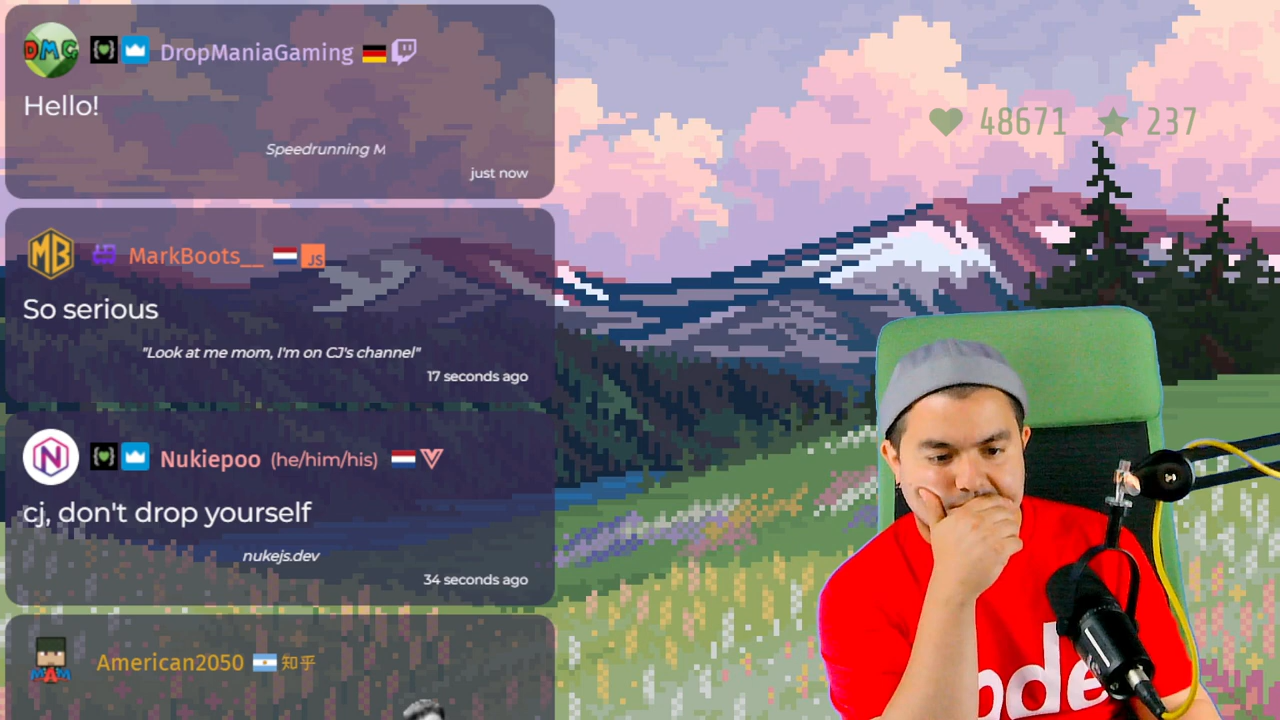 DMG
DropManiaGaming
Hello!
Speedrunning M
just now
MB
MarkBoots__
JS
So serious
"Look at me mom, I'm on CJ's channel"
17 seconds ago
N
Nukiepoo (he/him/his)
cj, don't drop yourself
nukejs.dev
34 seconds ago
MAM
American2050 知乎
48671 237
ode